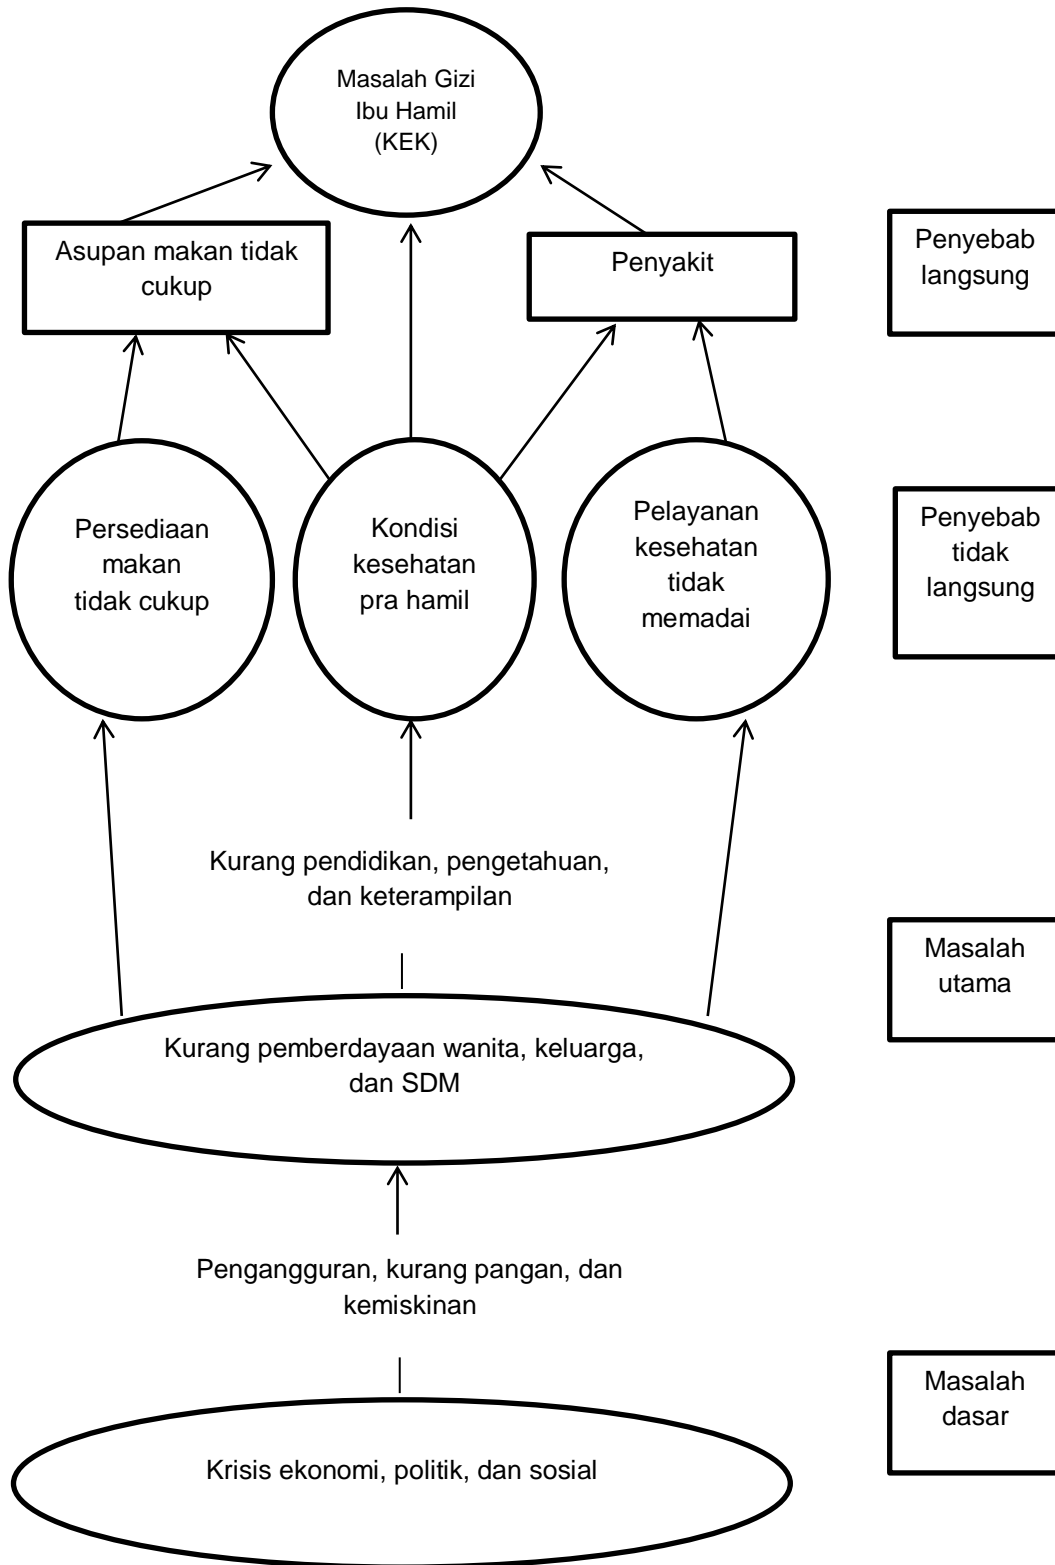 Masalah Gizi
Ibu Hamil
(KEK)
Asupan makan tidak
cukup
Penyakit
Penyebab
langsung
Persediaan
makan
tidak cukup
Kondisi
kesehatan
pra hamil
Pelayanan
kesehatan
tidak
memadai
Penyebab
tidak
langsung
Kurang pendidikan, pengetahuan,
dan keterampilan
Masalah
utama
Kurang pemberdayaan wanita, keluarga,
dan SDM
Pengangguran, kurang pangan, dan
kemiskinan
Masalah
dasar
Krisis ekonomi, politik, dan sosial